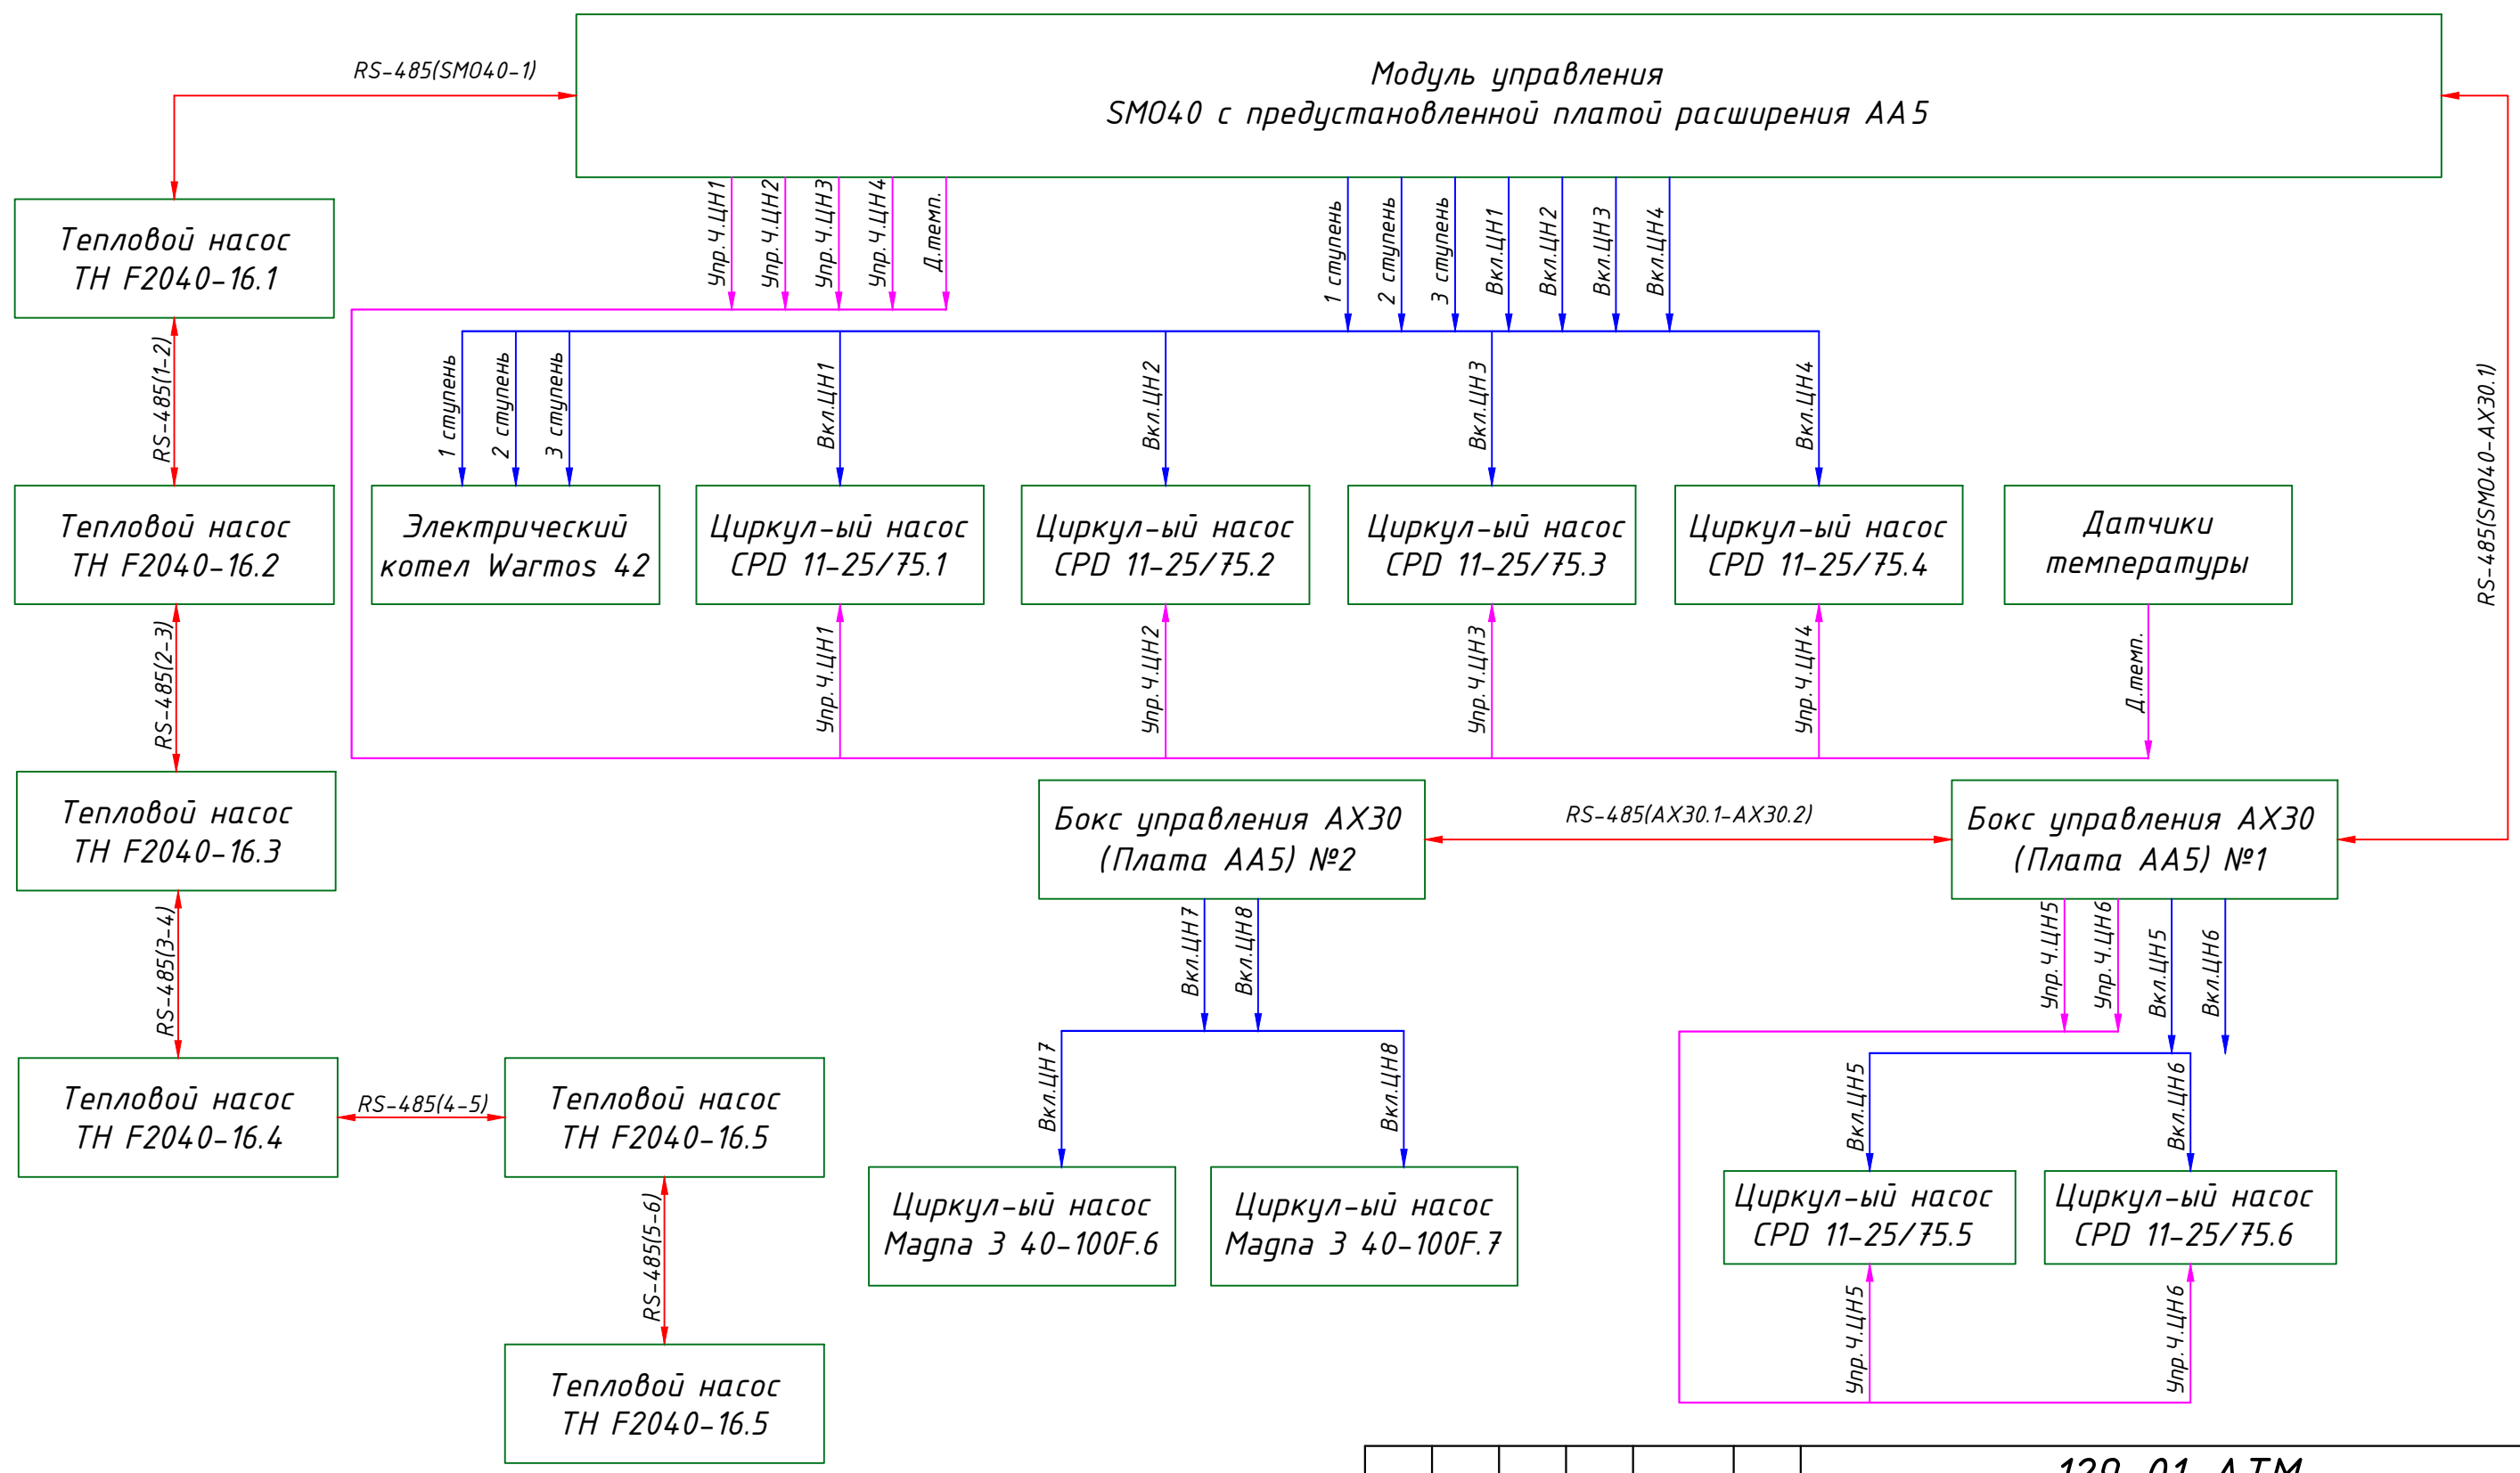 Модуль управления
SMO40 с предустановленной платой расширения АА5
RS-485(SMO40-1)
Тепловой насос
ТН F2040-16.1
Упр.Ч.ЦН1
Упр.Ч.ЦН2
Упр.Ч.ЦН3
Упр.Ч.ЦН4
Д.темп.
1 ступень
2 ступень
3 ступень
Вкл.ЦН1
Вкл.ЦН2
Вкл.ЦН3
Вкл.ЦН4
RS-485(1-2)
1 ступень
2 ступень
3 ступень
Вкл.ЦН1
Вкл.ЦН2
Вкл.ЦН3
Вкл.ЦН4
RS-485(SMO40-AX30.1)
Тепловой насос
ТН F2040-16.2
Электрический
котел Warmos 42
Циркул-ый насос
CPD 11-25/75.1
Циркул-ый насос
CPD 11-25/75.2
Циркул-ый насос
CPD 11-25/75.3
Циркул-ый насос
CPD 11-25/75.4
Датчики
температуры
RS-485(2-3)
Упр.Ч.ЦН1
Упр.Ч.ЦН2
Упр.Ч.ЦН3
Упр.Ч.ЦН4
Д.темп.
Тепловой насос
ТН F2040-16.3
Бокс управления АХ30
(Плата АА5) №2
RS-485(AX30.1-AX30.2)
Бокс управления АХ30
(Плата АА5) №1
RS-485(3-4)
Вкл.ЦН7
Вкл.ЦН8
Упр.Ч.ЦН5
Упр.Ч.ЦН6
Вкл.ЦН5
Вкл.ЦН6
Тепловой насос
ТН F2040-16.4
RS-485(4-5)
Тепловой насос
ТН F2040-16.5
Вкл.ЦН7
Вкл.ЦН8
Вкл.ЦН5
Вкл.ЦН6
RS-485(5-6)
Циркул-ый насос
Magna 3 40-100F.6
Циркул-ый насос
Magna 3 40-100F.7
Циркул-ый насос
CPD 11-25/75.5
Циркул-ый насос
CPD 11-25/75.6
Упр.Ч.ЦН5
Упр.Ч.ЦН6
Тепловой насос
ТН F2040-16.5